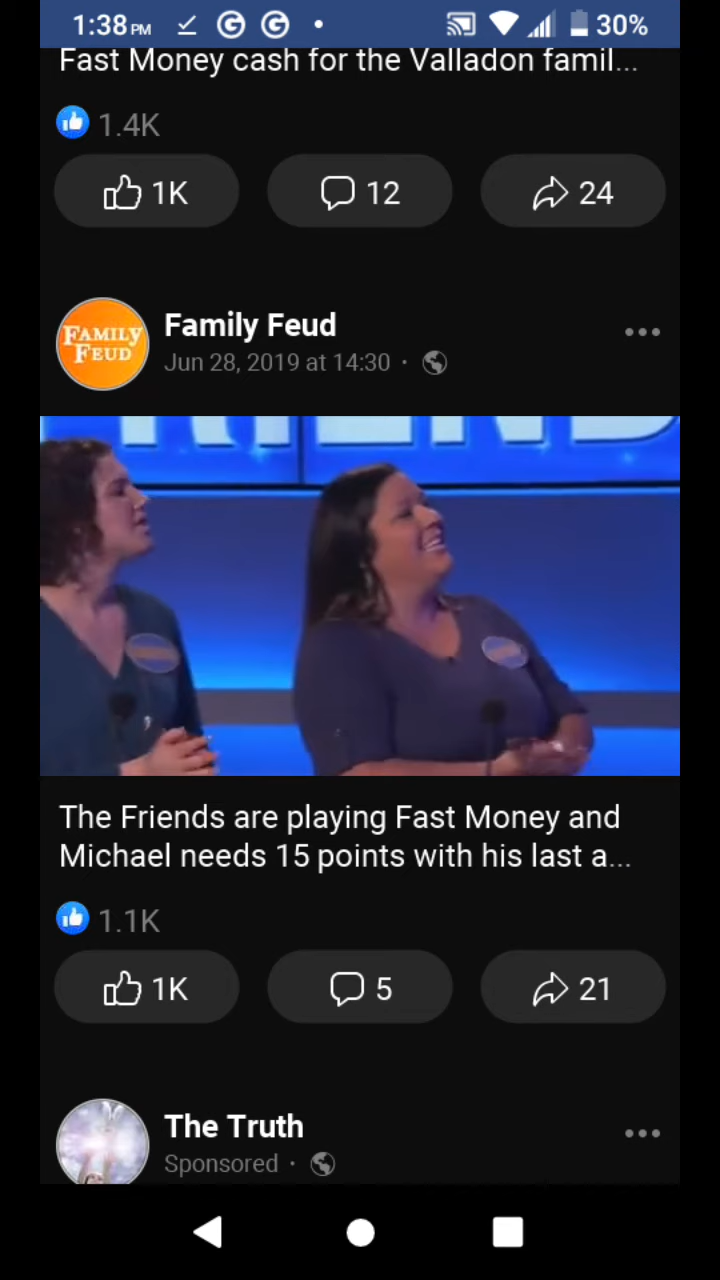 1:38 PM
30%
Fast Money cash for the Valladon famil...
1.4K
1K
12
24
FAMILY
FEUD
Family Feud
Jun 28, 2019 at 14:30 ·
The Friends are playing Fast Money and
Michael needs 15 points with his last a...
1.1K
1K
5
21
The Truth
Sponsored ·